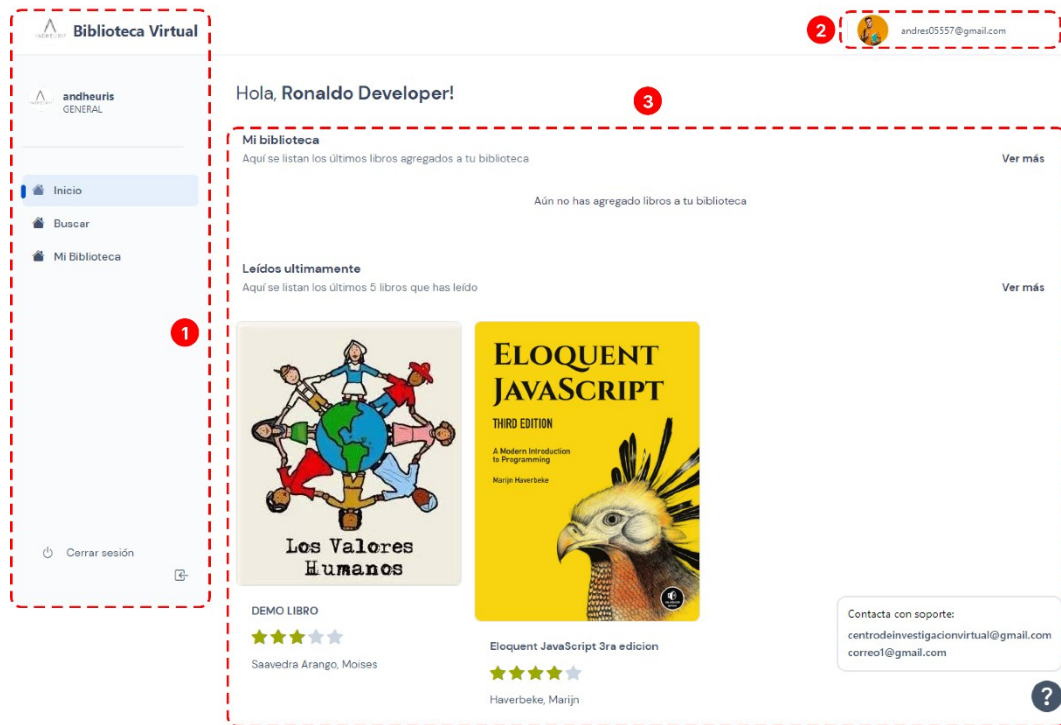 Biblioteca Virtual
2
andres05557@gmail.com
andheuris
GENERAL
Inicio
Buscar
Mi Biblioteca
1
Cerrar sesión
Hola, Ronaldo Developer!
3
Mi biblioteca
Aquí se listan los últimos libros agregados a tu biblioteca
Ver más
Aún no has agregado libros a tu biblioteca
Leídos ultimamente
Aquí se listan los últimos 5 libros que has leído
Ver más
Los Valores
Humanos
DEMO LIBRO
Saavedra Arango, Moises
ELOQUENT
JAVASCRIPT
THIRD EDITION
A Modern Introduction
to Programming
Marijn Haverbeke
Eloquent JavaScript 3ra edicion
Haverbeke, Marijn
Contacta con soporte:
centrodeinvestigacionvirtual@gmail.com
correo1@gmail.com
?